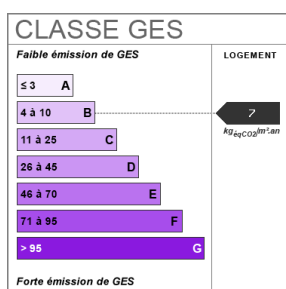 CLASSE GES
Faible émission de GES
LOGEMENT
≤ 3 A
4 à 10 B
7
kgéqCO2/m².an
11 à 25 C
26 à 45 D
46 à 70 E
71 à 95 F
> 95 G
Forte émission de GES